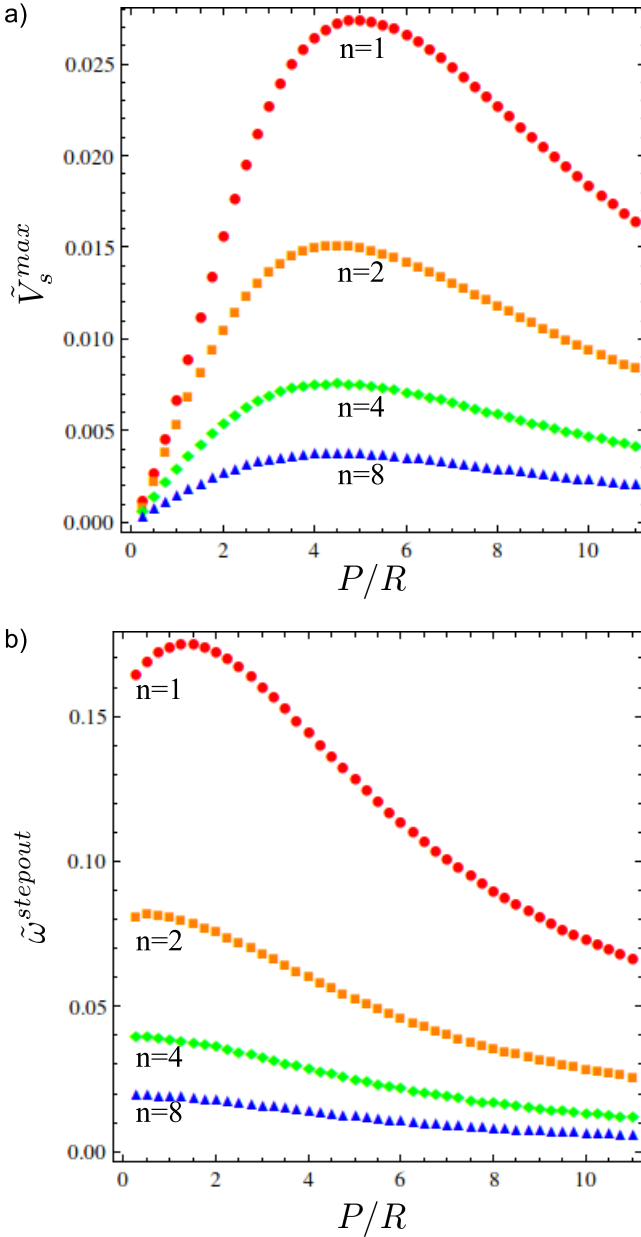 a)
0.025
n=1
0.020
Ṽ_s^max
0.015
n=2
0.010
n=4
0.005
n=8
0.000
0 2 4 6 8 10
P/R
b)
n=1
0.15
ω̃^stepout
0.10
n=2
0.05
n=4
n=8
0.00
0 2 4 6 8 10
P/R